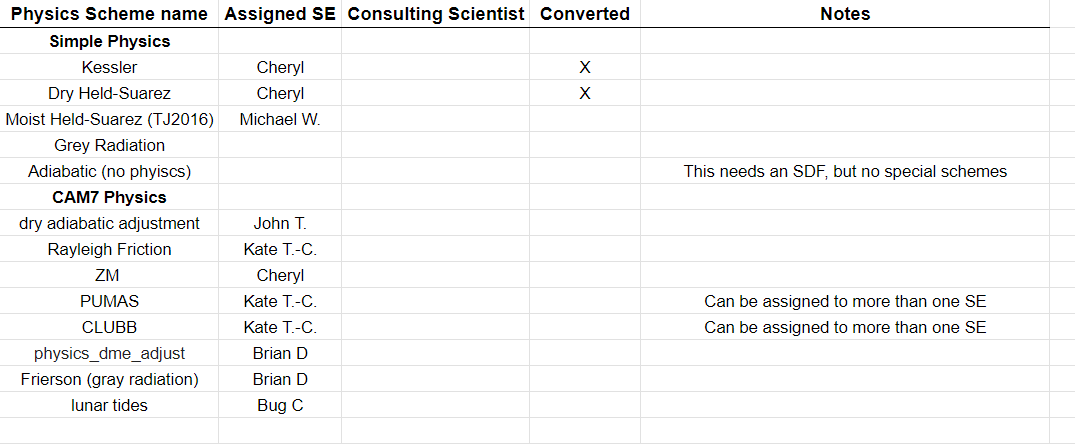 Physics Scheme name Assigned SE Consulting Scientist Converted Notes
Simple Physics
Kessler Cheryl X
Dry Held-Suarez Cheryl X
Moist Held-Suarez (TJ2016) Michael W.
Grey Radiation
Adiabatic (no phyiscs) This needs an SDF, but no special schemes
CAM7 Physics
dry adiabatic adjustment John T.
Rayleigh Friction Kate T.-C.
ZM Cheryl
PUMAS Kate T.-C. Can be assigned to more than one SE
CLUBB Kate T.-C. Can be assigned to more than one SE
physics_dme_adjust Brian D
Frierson (gray radiation) Brian D
lunar tides Bug C